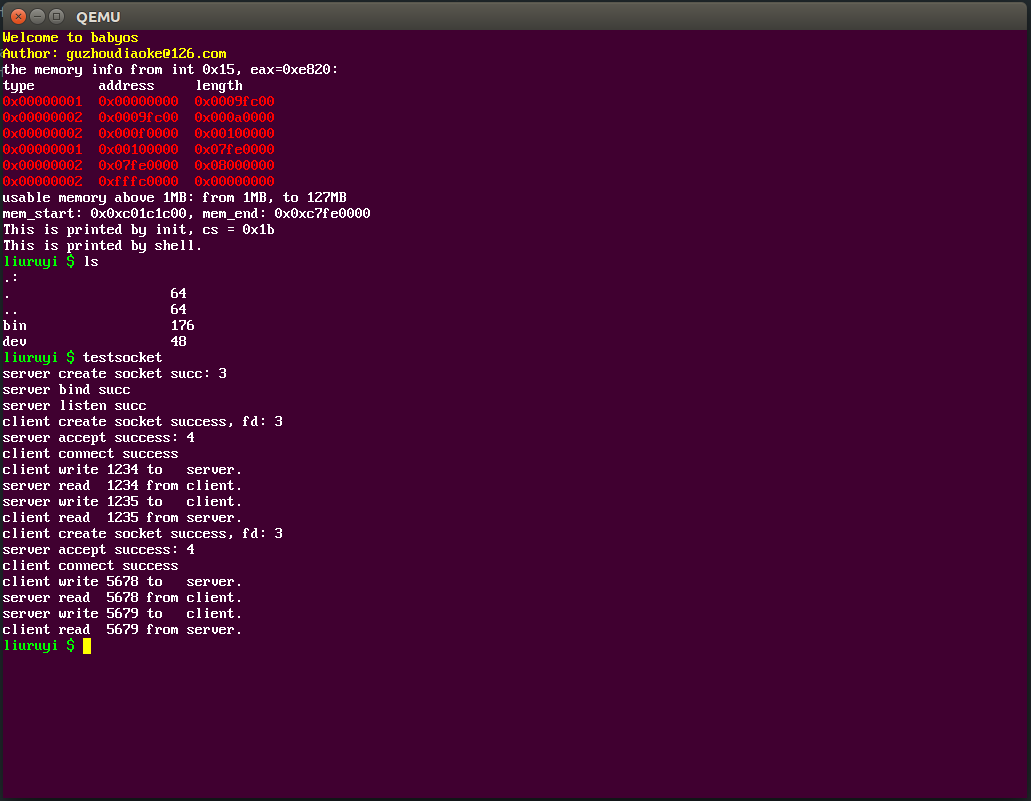 QEMU
Welcome to babyos
Author: guzhoudiaoke@126.com
the memory info from int 0x15, eax=0xe820:
type        address     length
0x00000001  0x00000000  0x0009fc00
0x00000002  0x0009fc00  0x000a0000
0x00000002  0x000f0000  0x00100000
0x00000001  0x00100000  0x07fe0000
0x00000002  0x07fe0000  0x08000000
0x00000002  0xfffc0000  0x00000000
usable memory above 1MB: from 1MB, to 127MB
mem_start: 0x0xc01c1c00, mem_end: 0x0xc7fe0000
This is printed by init, cs = 0x1b
This is printed by shell.
liuruyi $ ls
.:
.                    64
..                   64
bin                  176
dev                  48
liuruyi $ testsocket
server create socket succ: 3
server bind succ
server listen succ
client create socket success, fd: 3
server accept success: 4
client connect success
client write 1234 to   server.
server read  1234 from client.
server write 1235 to   client.
client read  1235 from server.
client create socket success, fd: 3
server accept success: 4
client connect success
client write 5678 to   server.
server read  5678 from client.
server write 5679 to   client.
client read  5679 from server.
liuruyi $